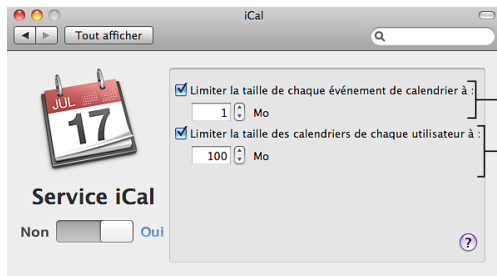 iCal
Tout afficher
Limiter la taille de chaque événement de calendrier à :
1 Mo
Limiter la taille des calendriers de chaque utilisateur à :
100 Mo
JUL
17
Service iCal
Non Oui
?